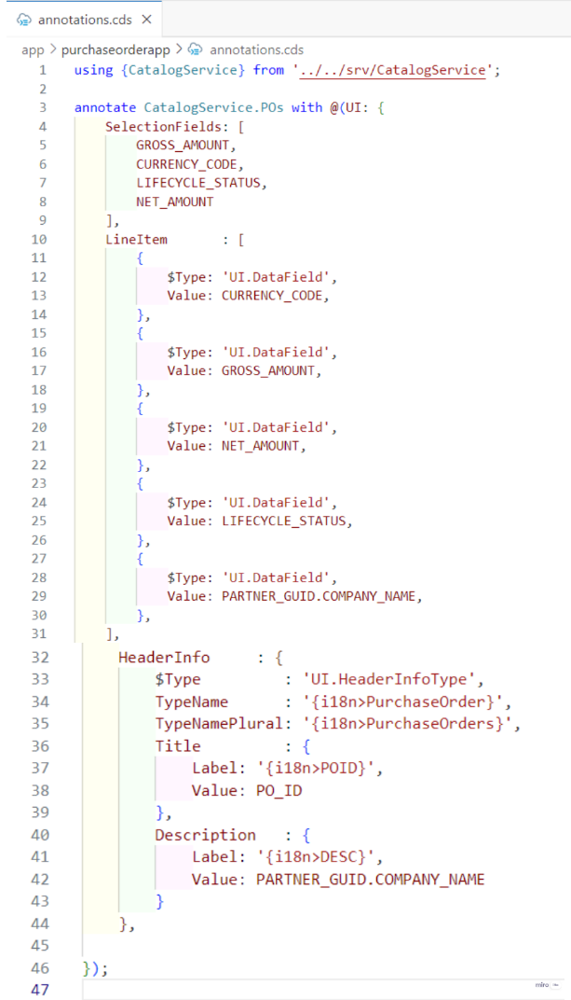 annotations.cds ×
app > purchaseorderapp > annotations.cds
1 using {CatalogService} from '../../srv/CatalogService';
2
3 annotate CatalogService.POs with @(UI: {
4 SelectionFields: [
5 GROSS_AMOUNT,
6 CURRENCY_CODE,
7 LIFECYCLE_STATUS,
8 NET_AMOUNT
9 ],
10 LineItem : [
11 {
12 $Type: 'UI.DataField',
13 Value: CURRENCY_CODE,
14 },
15 {
16 $Type: 'UI.DataField',
17 Value: GROSS_AMOUNT,
18 },
19 {
20 $Type: 'UI.DataField',
21 Value: NET_AMOUNT,
22 },
23 {
24 $Type: 'UI.DataField',
25 Value: LIFECYCLE_STATUS,
26 },
27 {
28 $Type: 'UI.DataField',
29 Value: PARTNER_GUID.COMPANY_NAME,
30 },
31 ],
32 HeaderInfo : {
33 $Type : 'UI.HeaderInfoType',
34 TypeName : '{i18n>PurchaseOrder}',
35 TypeNamePlural: '{i18n>PurchaseOrders}',
36 Title : {
37 Label: '{i18n>POID}',
38 Value: PO_ID
39 },
40 Description : {
41 Label: '{i18n>DESC}',
42 Value: PARTNER_GUID.COMPANY_NAME
43 }
44 },
45
46 });
47